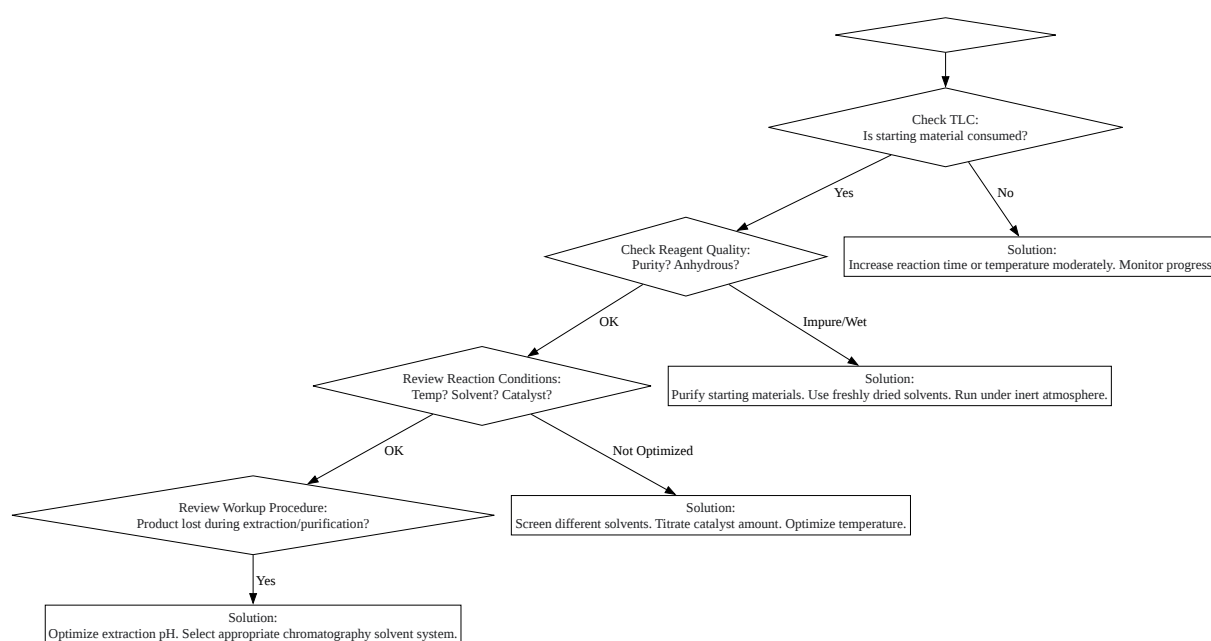 Check TLC:
Is starting material consumed?
Yes
No
Check Reagent Quality:
Purity? Anhydrous?
Solution:
Increase reaction time or temperature moderately. Monitor progress
OK
Impure/Wet
Review Reaction Conditions:
Temp? Solvent? Catalyst?
Solution:
Purify starting materials. Use freshly dried solvents. Run under inert atmosphere.
OK
Not Optimized
Review Workup Procedure:
Product lost during extraction/purification?
Solution:
Screen different solvents. Titrate catalyst amount. Optimize temperature.
Yes
Solution:
Optimize extraction pH. Select appropriate chromatography solvent system.